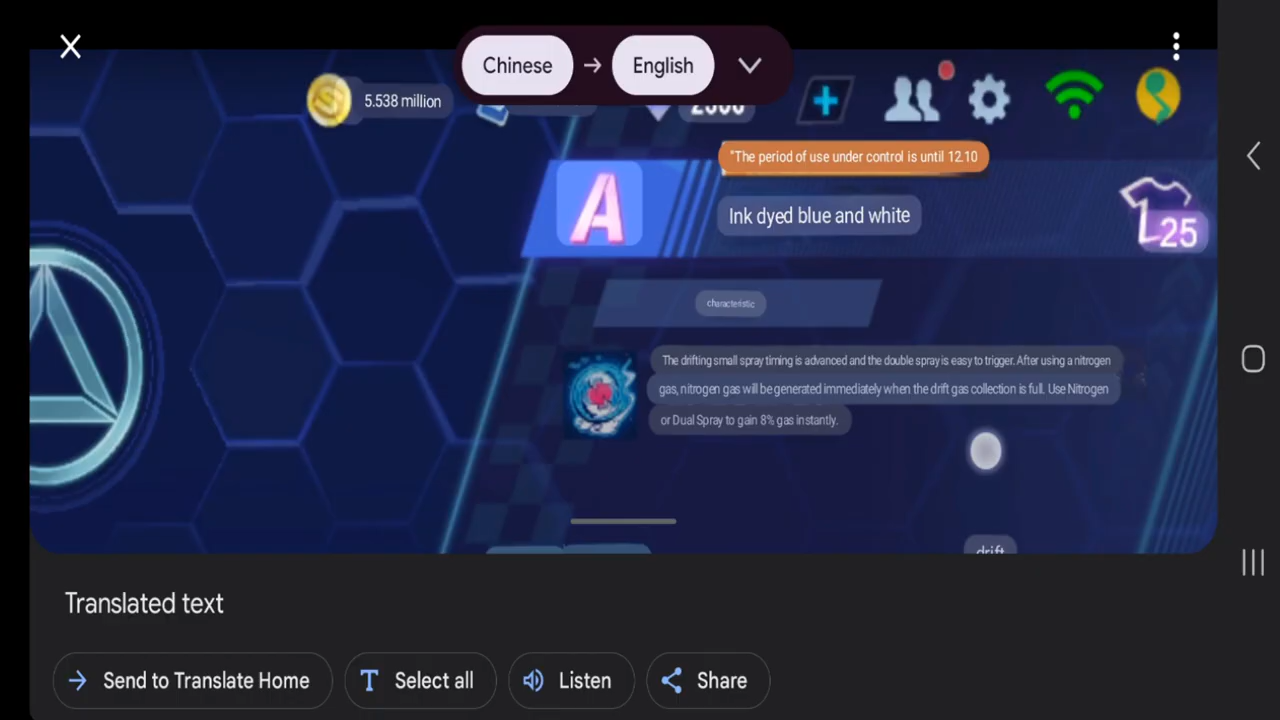 Chinese → English
5.538 million
"The period of use under control is until 12.10
A
Ink dyed blue and white
25
characteristic
The drifting small spray timing is advanced and the double spray is easy to trigger. After using a nitrogen
gas, nitrogen gas will be generated immediately when the drift gas collection is full. Use Nitrogen
or Dual Spray to gain 8% gas instantly.
drift
Translated text
Send to Translate Home
Select all
Listen
Share